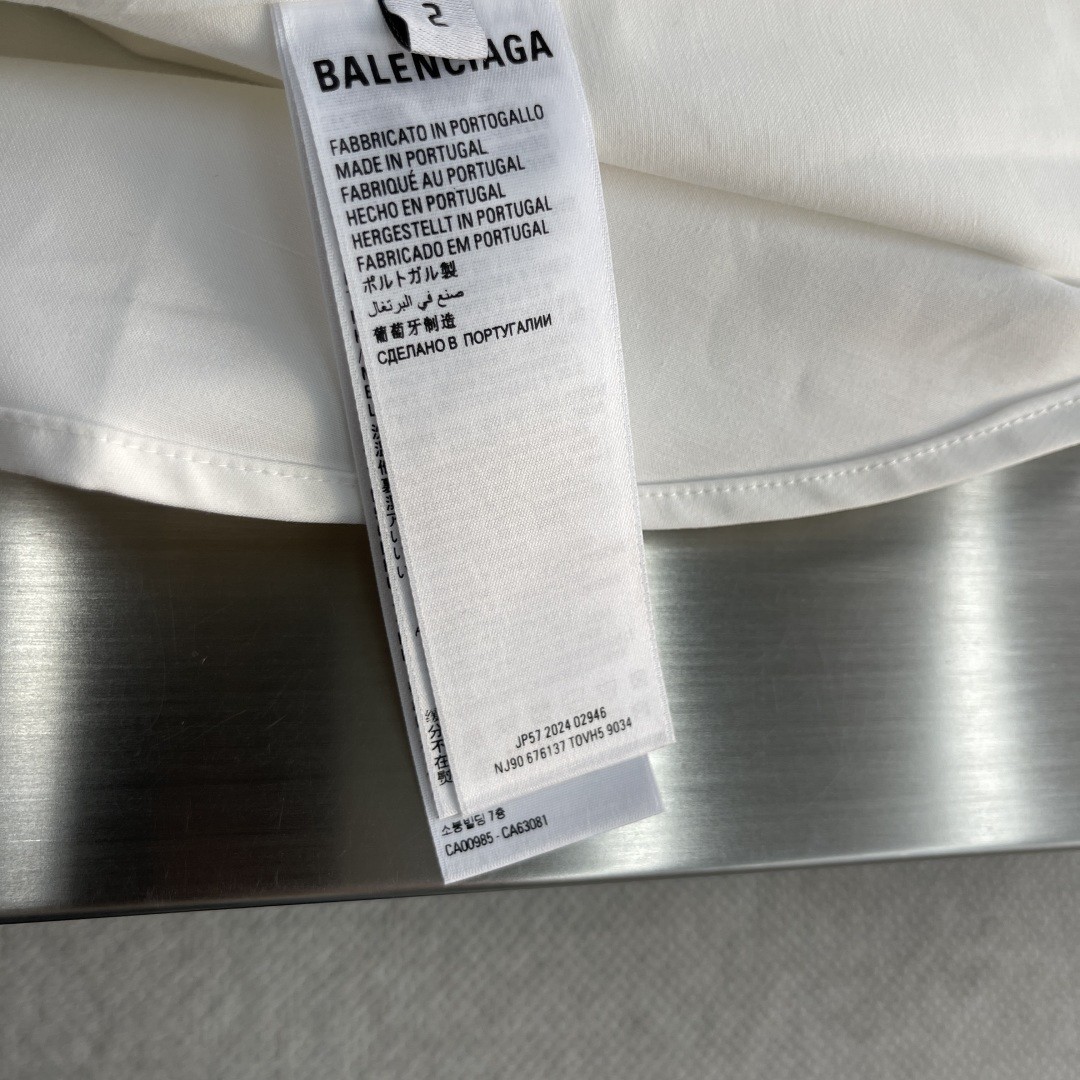 S
BALENCIAGA
FABBRICATO IN PORTOGALLO
MADE IN PORTUGAL
FABRIQUÉ AU PORTUGAL
HECHO EN PORTUGAL
HERGESTELLT IN PORTUGAL
FABRICADO EM PORTUGAL
ポルトガル製
صنع في البرتغال
葡萄牙制造
СДЕЛАНО В ПОРТУГАЛИИ
JP57 2024 02946
NJ90 676137 TOVH5 9034
7층
CA00985 - CA63081